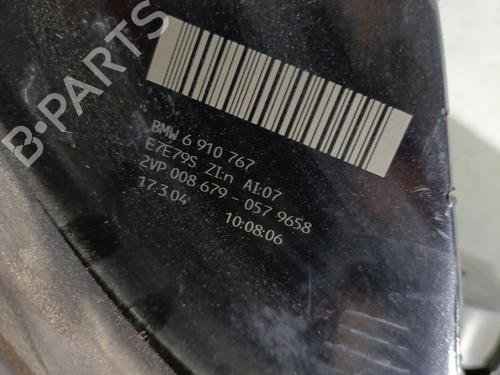 B-PARTS
BMW 6 910 767
E7E79S ZI:n AI:07
2VP 008 679 - 057 9658
17.3.04 10:08:06